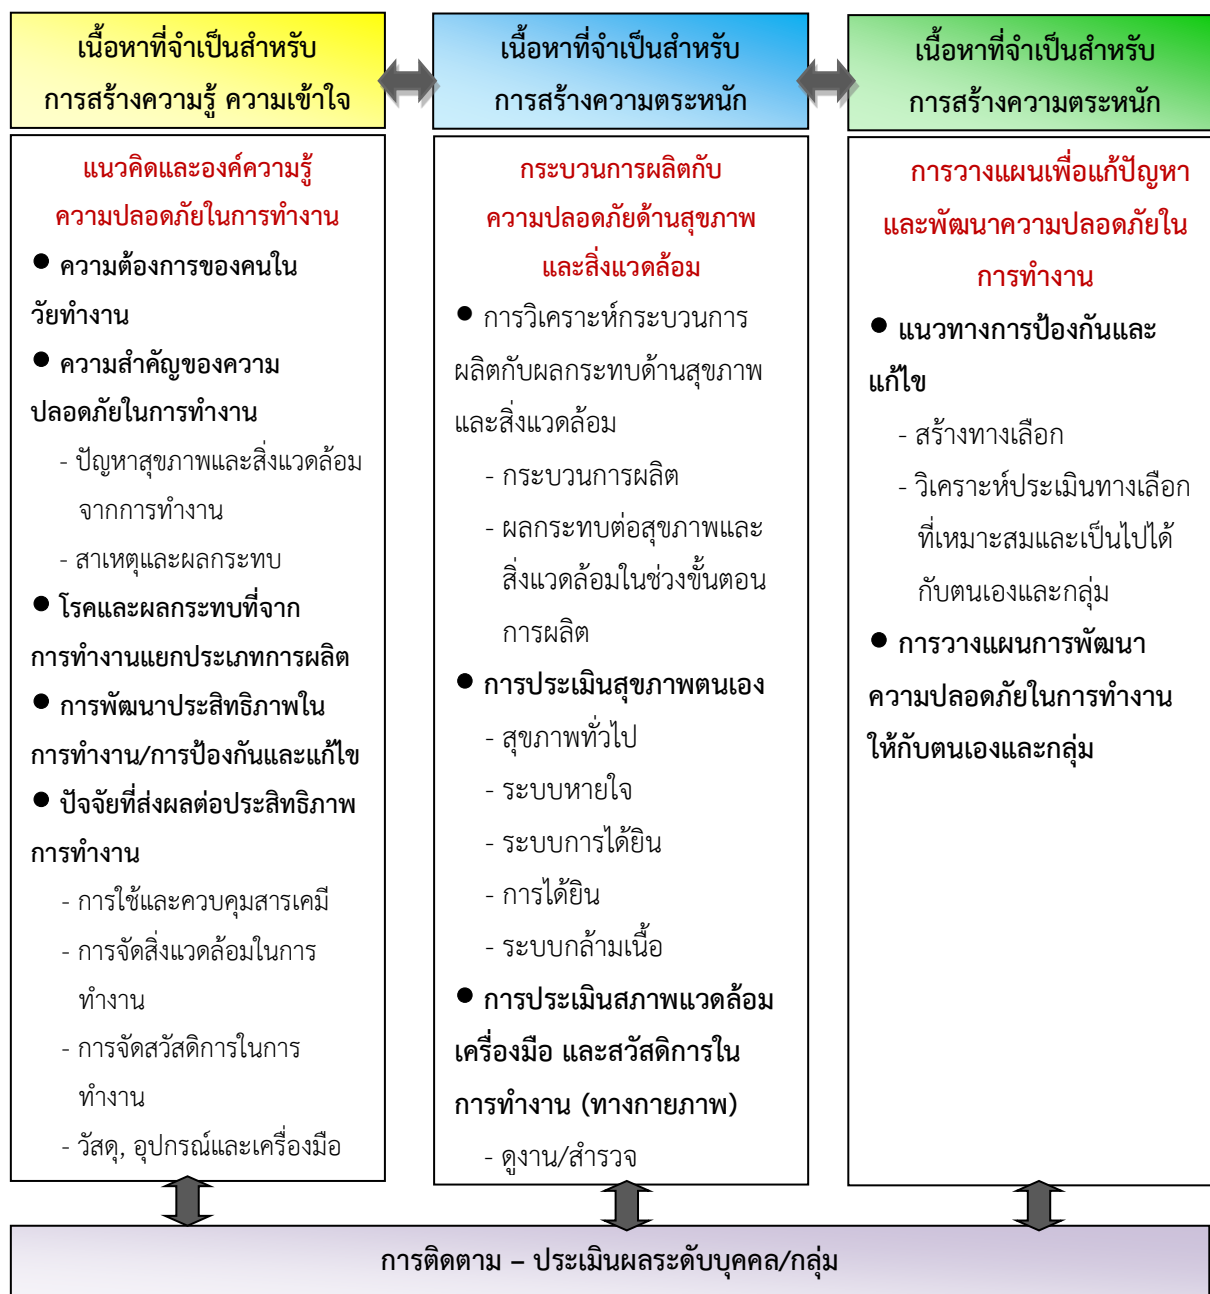 เนื้อหาที่จำเป็นสำหรับ
การสร้างความรู้ ความเข้าใจ
แนวคิดและองค์ความรู้
ความปลอดภัยในการทำงาน
● ความต้องการของคนใน
วัยทำงาน
● ความสำคัญของความ
ปลอดภัยในการทำงาน
- ปัญหาสุขภาพและสิ่งแวดล้อม
จากการทำงาน
- สาเหตุและผลกระทบ
● โรคและผลกระทบที่จาก
การทำงานแยกประเภทการผลิต
● การพัฒนาประสิทธิภาพใน
การทำงาน/การป้องกันและแก้ไข
● ปัจจัยที่ส่งผลต่อประสิทธิภาพ
การทำงาน
- การใช้และควบคุมสารเคมี
- การจัดสิ่งแวดล้อมในการ
ทำงาน
- การจัดสวัสดิการในการ
ทำงาน
- วัสดุ, อุปกรณ์และเครื่องมือ
เนื้อหาที่จำเป็นสำหรับ
การสร้างความตระหนัก
กระบวนการผลิตกับ
ความปลอดภัยด้านสุขภาพ
และสิ่งแวดล้อม
● การวิเคราะห์กระบวนการ
ผลิตกับผลกระทบด้านสุขภาพ
และสิ่งแวดล้อม
- กระบวนการผลิต
- ผลกระทบต่อสุขภาพและ
สิ่งแวดล้อมในช่วงขั้นตอน
การผลิต
● การประเมินสุขภาพตนเอง
- สุขภาพทั่วไป
- ระบบหายใจ
- ระบบการได้ยิน
- การได้ยิน
- ระบบกล้ามเนื้อ
● การประเมินสภาพแวดล้อม
เครื่องมือ และสวัสดิการใน
การทำงาน (ทางกายภาพ)
- ดูงาน/สำรวจ
เนื้อหาที่จำเป็นสำหรับ
การสร้างความตระหนัก
การวางแผนเพื่อแก้ปัญหา
และพัฒนาความปลอดภัยใน
การทำงาน
● แนวทางการป้องกันและ
แก้ไข
- สร้างทางเลือก
- วิเคราะห์ประเมินทางเลือก
ที่เหมาะสมและเป็นไปได้
กับตนเองและกลุ่ม
● การวางแผนการพัฒนา
ความปลอดภัยในการทำงาน
ให้กับตนเองและกลุ่ม
การติดตาม – ประเมินผลระดับบุคคล/กลุ่ม